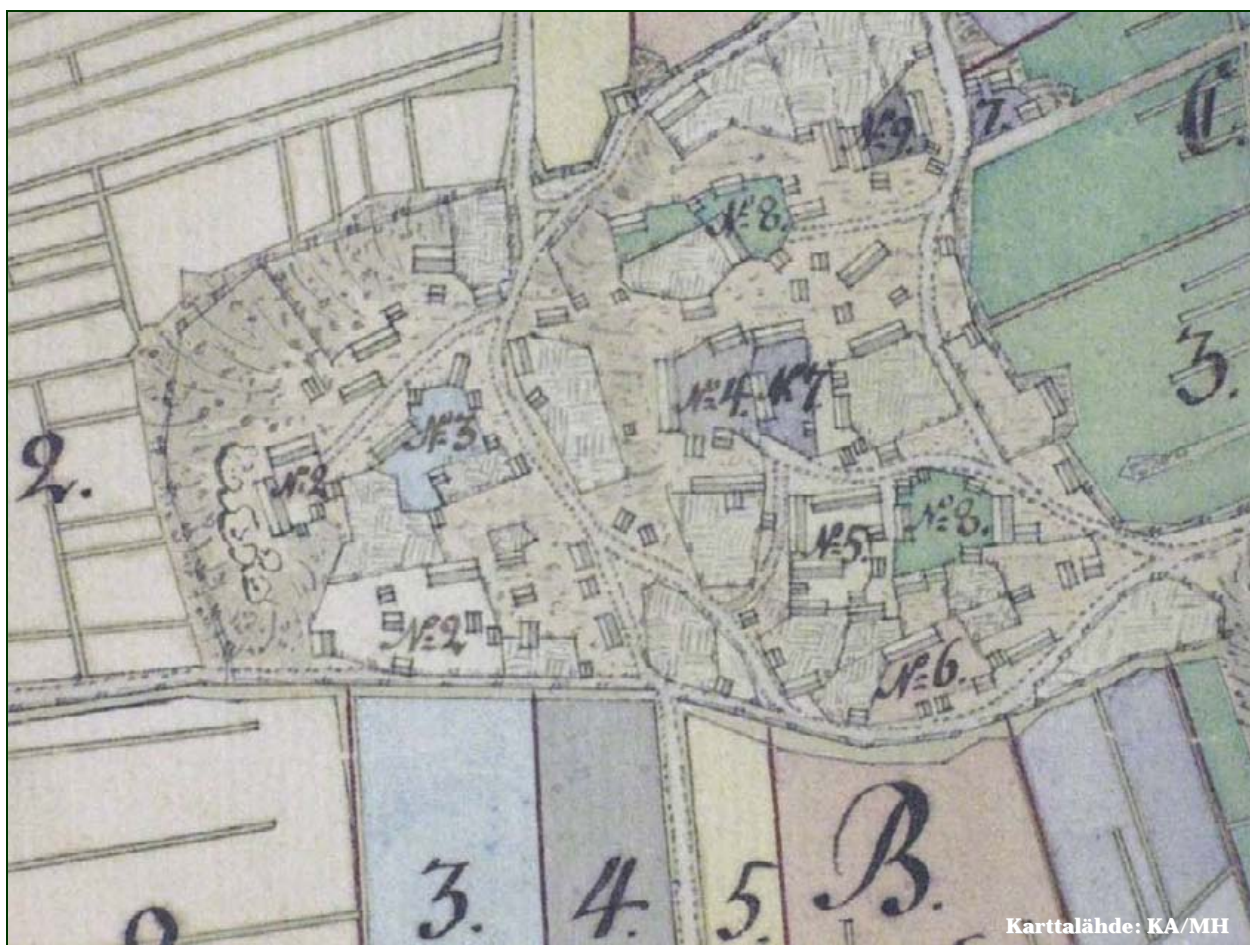 C.
7.
No 9.
No 8.
3.
No 4.
No 7
No 3
2.
No 2
No 8.
No 5.
No 2
No 6.
B.
3.
4.
5.
Karttalähde: KA/MH